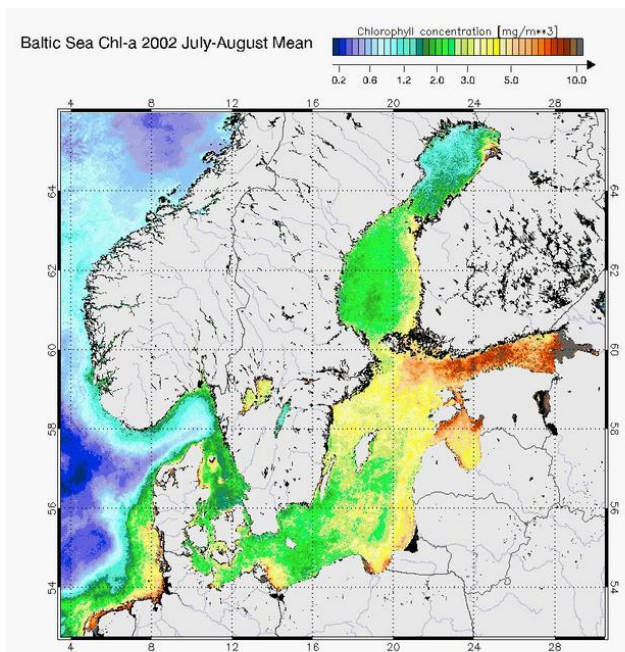 Baltic Sea Chl-a 2002 July-August Mean
Chlorophyll concentration [mg/m**3]
0.2 0.6 1.2 2.0 3.0 5.0 10.0
4 8 12 16 20 24 28
64 64
62 62
60 60
58 58
56 56
54 54
4 8 12 16 20 24 28